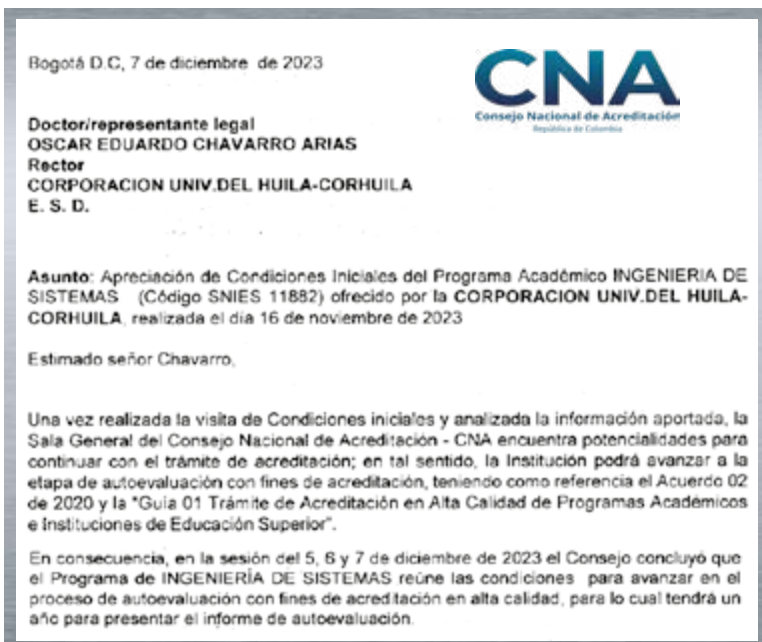 Bogotá D.C, 7 de diciembre de 2023
CNA
Consejo Nacional de Acreditación
República de Colombia
Doctor/representante legal
OSCAR EDUARDO CHAVARRO ARIAS
Rector
CORPORACION UNIV.DEL HUILA-CORHUILA
E. S. D.
Asunto: Apreciación de Condiciones Iniciales del Programa Académico INGENIERIA DE
SISTEMAS (Código SNIES 11882) ofrecido por la CORPORACION UNIV.DEL HUILA-
CORHUILA, realizada el día 16 de noviembre de 2023
Estimado señor Chavarro,
Una vez realizada la visita de Condiciones iniciales y analizada la información aportada, la
Sala General del Consejo Nacional de Acreditación - CNA encuentra potencialidades para
continuar con el trámite de acreditación; en tal sentido, la Institución podrá avanzar a la
etapa de autoevaluación con fines de acreditación, teniendo como referencia el Acuerdo 02
de 2020 y la "Guía 01 Trámite de Acreditación en Alta Calidad de Programas Académicos
e Instituciones de Educación Superior".
En consecuencia, en la sesión del 5, 6 y 7 de diciembre de 2023 el Consejo concluyó que
el Programa de INGENIERÍA DE SISTEMAS reúne las condiciones para avanzar en el
proceso de autoevaluación con fines de acreditación en alta calidad, para lo cual tendrá un
año para presentar el informe de autoevaluación.